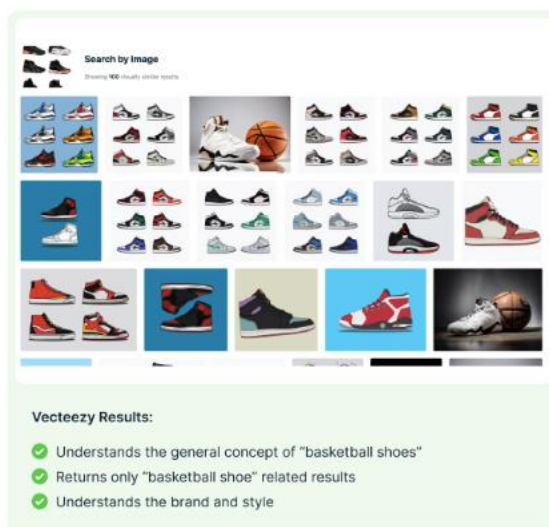 Search by Image
Showing 100 visually similar results
Vecteezy Results:
Understands the general concept of “basketball shoes”
Returns only “basketball shoe” related results
Understands the brand and style